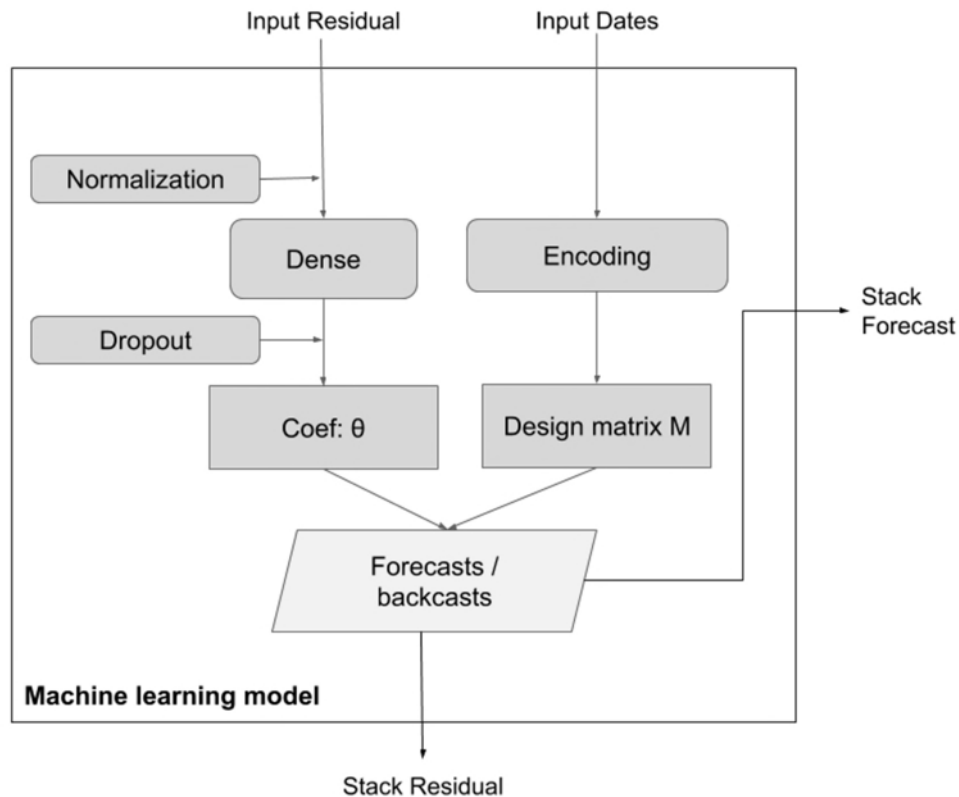 Input Residual
Input Dates
Normalization
Dense
Encoding
Stack
Forecast
Dropout
Coef: θ
Design matrix M
Forecasts /
backcasts
Machine learning model
Stack Residual